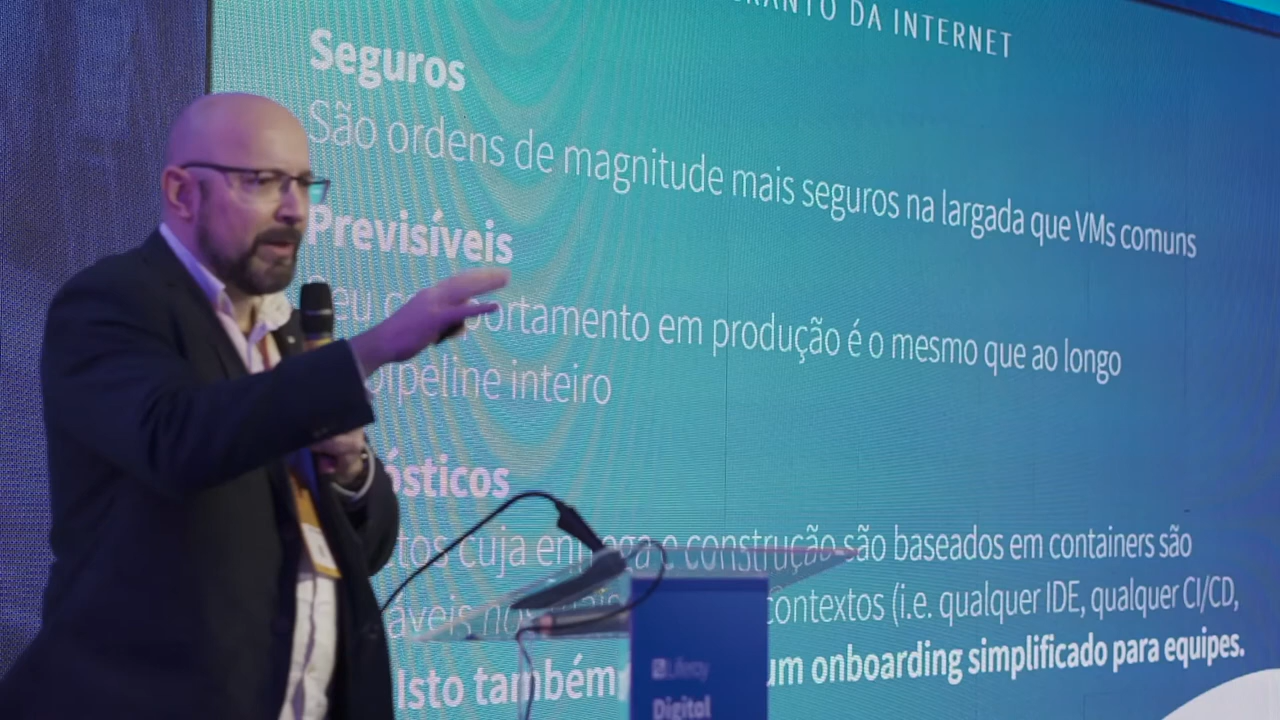 DA INTERNET
Seguros
São ordens de magnitude mais seguros na largada que VMs comuns
Previsíveis
em produção é o mesmo que ao longo
pipeline inteiro
cuja e construção são baseados em containers são
contextos (i.e. qualquer IDE, qualquer CI/CD,
Isto também um onboarding simplificado para equipes.
Liferay
Digital